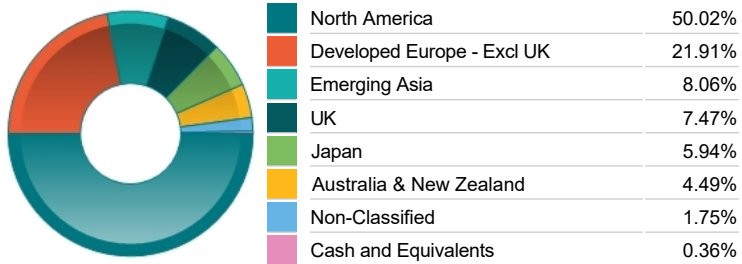 North America 50.02%
Developed Europe - Excl UK 21.91%
Emerging Asia 8.06%
UK 7.47%
Japan 5.94%
Australia & New Zealand 4.49%
Non-Classified 1.75%
Cash and Equivalents 0.36%